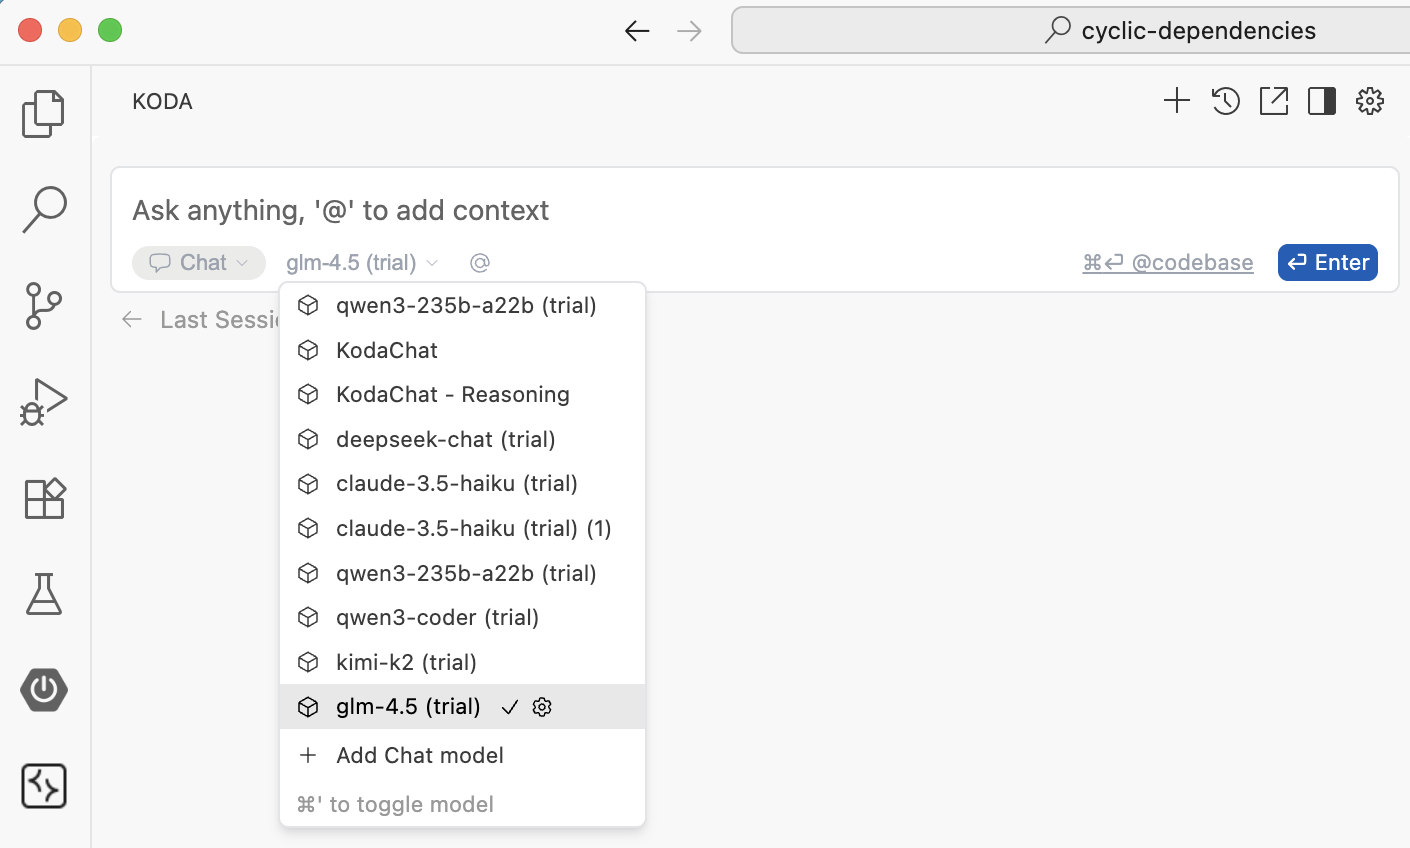 cyclic-dependencies
KODA
Ask anything, '@' to add context
Chat glm-4.5 (trial) @ ⌘⏎ @codebase ⏎ Enter
← Last Sessi
qwen3-235b-a22b (trial)
KodaChat
KodaChat - Reasoning
deepseek-chat (trial)
claude-3.5-haiku (trial)
claude-3.5-haiku (trial) (1)
qwen3-235b-a22b (trial)
qwen3-coder (trial)
kimi-k2 (trial)
glm-4.5 (trial) ✓
+ Add Chat model
⌘' to toggle model